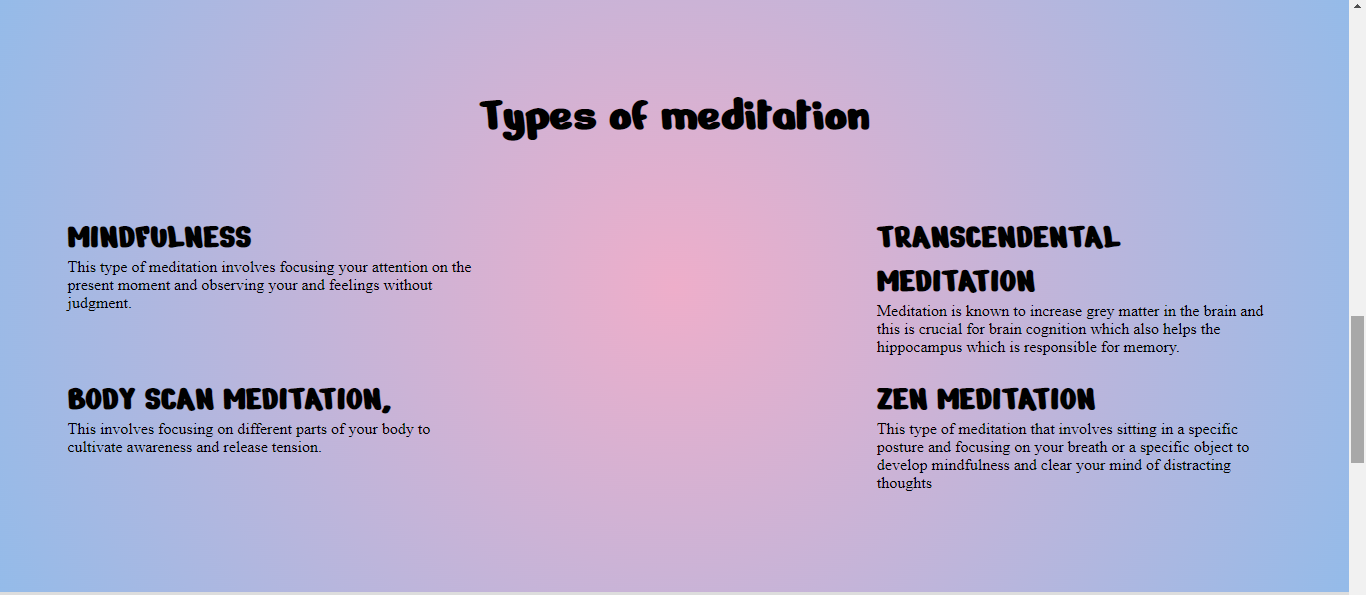 Types of meditation
MINDFULNESS
This type of meditation involves focusing your attention on the
present moment and observing your and feelings without
judgment.
TRANSCENDENTAL
MEDITATION
Meditation is known to increase grey matter in the brain and
this is crucial for brain cognition which also helps the
hippocampus which is responsible for memory.
BODY SCAN MEDITATION,
This involves focusing on different parts of your body to
cultivate awareness and release tension.
ZEN MEDITATION
This type of meditation that involves sitting in a specific
posture and focusing on your breath or a specific object to
develop mindfulness and clear your mind of distracting
thoughts